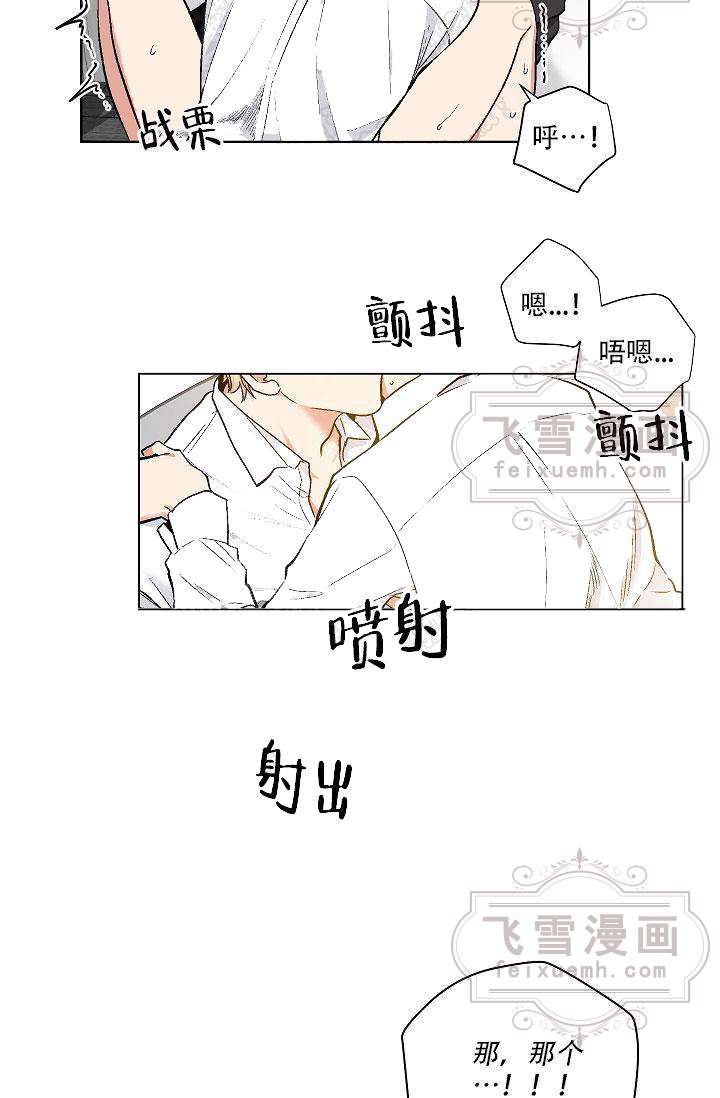 战栗
呼…！
嗯...！
唔嗯...
颤抖
飞雪漫画
feixuemh.com
颤抖
喷射
射出
飞雪漫画
feixuemh.com
那，那个
…！！！